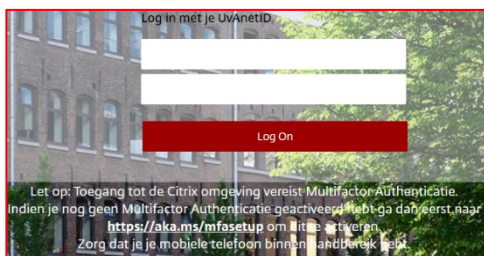 Log in met je UvAnetID
Log On
Let op: Toegang tot de Citrix omgeving vereist Multifactor Authenticatie.
Indien je nog geen Multifactor Authenticatie geactiveerd hebt ga dan eerst naar
https://aka.ms/mfasetup om dit te activeren.
Zorg dat je je mobiele telefoon binnen handbereik hebt.